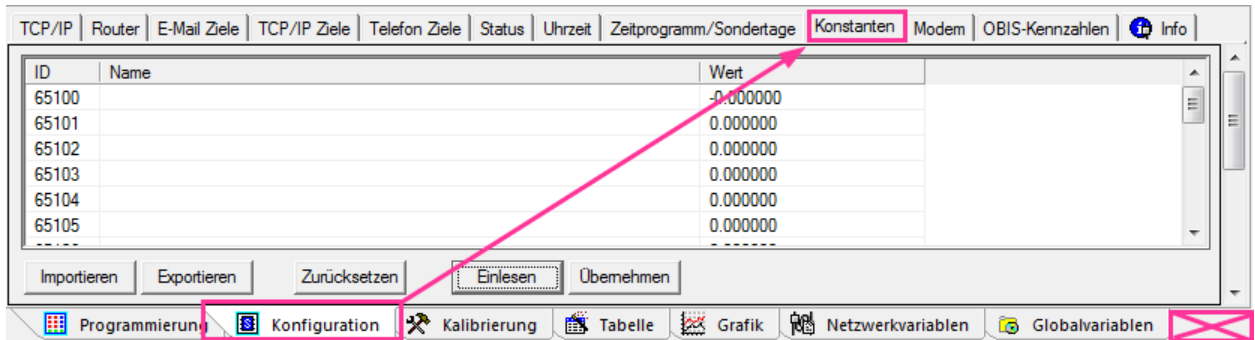 TCP/IP Router E-Mail Ziele TCP/IP Ziele Telefon Ziele Status Uhrzeit Zeitprogramm/Sondertage Konstanten Modem OBIS-Kennzahlen Info
ID Name Wert
65100 -0.000000
65101 0.000000
65102 0.000000
65103 0.000000
65104 0.000000
65105 0.000000
Importieren Exportieren Zurücksetzen Einlesen Übernehmen
Programmierung Konfiguration Kalibrierung Tabelle Grafik Netzwerkvariablen Globalvariablen